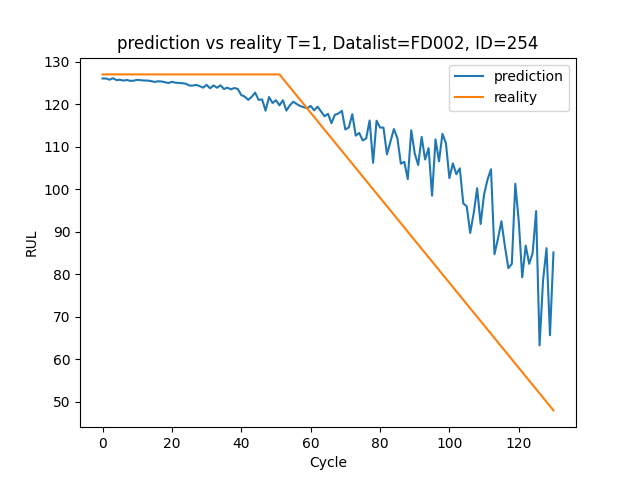 prediction vs reality T=1, Datalist=FD002, ID=254
prediction
reality
130
120
110
100
90
80
70
60
50
RUL
0 20 40 60 80 100 120
Cycle